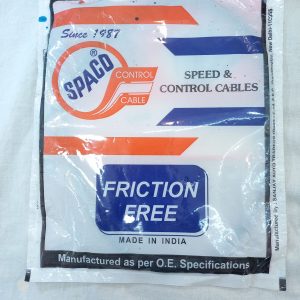 Since 1987
SPACO
CONTROL
CABLE
SPEED &
CONTROL CABLES
FRICTION
FREE
MADE IN INDIA
Manufactured as per O.E. Specifications